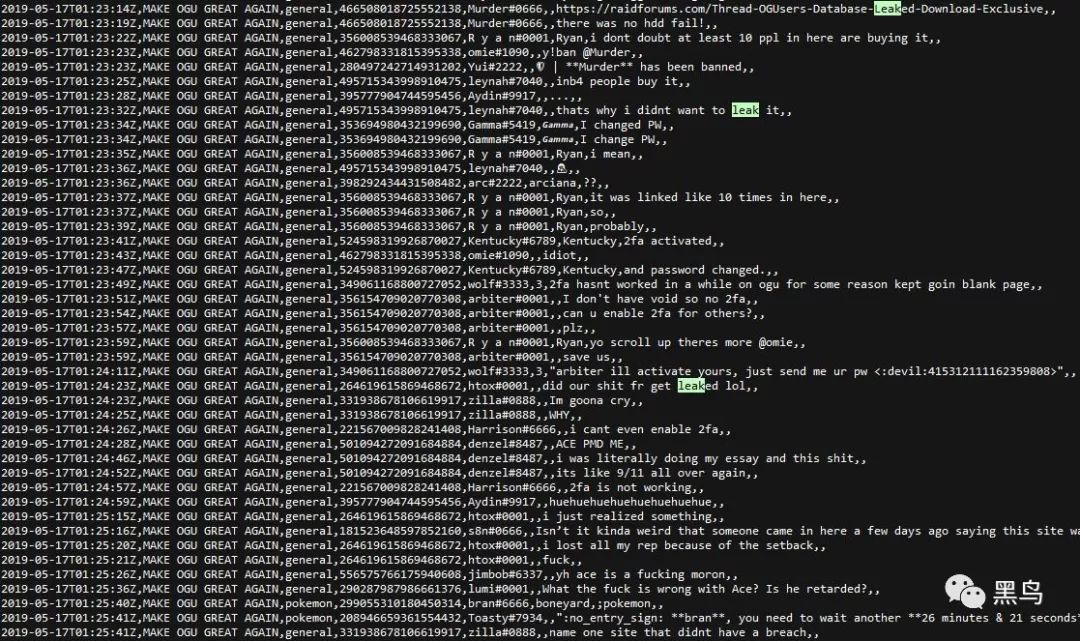 2019-05-17T01:23:14Z,MAKE OGU GREAT AGAIN,general,466508018725552138,Murder#0666,,https://raidforums.com/Thread-OGUsers-Database-Leaked-Download-Exclusive,,
2019-05-17T01:23:19Z,MAKE OGU GREAT AGAIN,general,462798331815395338,omie#1090,,there was no hdd fail!,,
2019-05-17T01:23:22Z,MAKE OGU GREAT AGAIN,general,356008539468333067,R y a n#0001,Ryan,i dont doubt at least 10 ppl in here are buying it,,
2019-05-17T01:23:23Z,MAKE OGU GREAT AGAIN,general,462798331815395338,omie#1090,,y!ban @Murder,,
2019-05-17T01:23:23Z,MAKE OGU GREAT AGAIN,general,280497242714931202,Yui#2222,, | **Murder** has been banned,,
2019-05-17T01:23:25Z,MAKE OGU GREAT AGAIN,general,495715343998910475,leynah#7040,,inb4 people buy it,,
2019-05-17T01:23:28Z,MAKE OGU GREAT AGAIN,general,395777904744595456,Aydin#9917,,...,,
2019-05-17T01:23:32Z,MAKE OGU GREAT AGAIN,general,495715343998910475,leynah#7040,,thats why i didnt want to leak it,,
2019-05-17T01:23:34Z,MAKE OGU GREAT AGAIN,general,353694980432199690,Gamma#5419,Gamma,I changed PW,,
2019-05-17T01:23:34Z,MAKE OGU GREAT AGAIN,general,353694980432199690,Gamma#5419,Gamma,I change PW,,
2019-05-17T01:23:35Z,MAKE OGU GREAT AGAIN,general,356008539468333067,R y a n#0001,Ryan,i mean,,
2019-05-17T01:23:36Z,MAKE OGU GREAT AGAIN,general,495715343998910475,leynah#7040,,,,
2019-05-17T01:23:36Z,MAKE OGU GREAT AGAIN,general,398292434431508482,arc#2222,arciana,??,,
2019-05-17T01:23:37Z,MAKE OGU GREAT AGAIN,general,356008539468333067,R y a n#0001,Ryan,it was linked like 10 times in here,,
2019-05-17T01:23:37Z,MAKE OGU GREAT AGAIN,general,356008539468333067,R y a n#0001,Ryan,so,,
2019-05-17T01:23:39Z,MAKE OGU GREAT AGAIN,general,356008539468333067,R y a n#0001,Ryan,probably,,
2019-05-17T01:23:41Z,MAKE OGU GREAT AGAIN,general,524598319926870027,Kentucky#6789,Kentucky,2fa activated,,
2019-05-17T01:23:43Z,MAKE OGU GREAT AGAIN,general,462798331815395338,omie#1090,,idiot,,
2019-05-17T01:23:47Z,MAKE OGU GREAT AGAIN,general,524598319926870027,Kentucky#6789,Kentucky,and password changed.,,
2019-05-17T01:23:49Z,MAKE OGU GREAT AGAIN,general,349061168800727052,wolf#3333,3,2fa hasnt worked in a while on ogu for some reason kept goin blank page,,
2019-05-17T01:23:51Z,MAKE OGU GREAT AGAIN,general,356154709020770308,arbiter#0001,,I don't have void so no 2fa,,
2019-05-17T01:23:54Z,MAKE OGU GREAT AGAIN,general,356154709020770308,arbiter#0001,,can u enable 2fa for others?,,
2019-05-17T01:23:57Z,MAKE OGU GREAT AGAIN,general,356154709020770308,arbiter#0001,,plz,,
2019-05-17T01:23:59Z,MAKE OGU GREAT AGAIN,general,356008539468333067,R y a n#0001,Ryan,yo scroll up theres more @omie,,
2019-05-17T01:23:59Z,MAKE OGU GREAT AGAIN,general,356154709020770308,arbiter#0001,,save us,,
2019-05-17T01:24:11Z,MAKE OGU GREAT AGAIN,general,349061168800727052,wolf#3333,3,"arbiter ill activate yours, just send me ur pw <:devil:415312111162359808>",,
2019-05-17T01:24:23Z,MAKE OGU GREAT AGAIN,general,264619615869468672,htox#0001,,did our shit fr get leaked lol,,
2019-05-17T01:24:23Z,MAKE OGU GREAT AGAIN,general,331938678106619917,zilla#0888,,Im goona cry,,
2019-05-17T01:24:25Z,MAKE OGU GREAT AGAIN,general,331938678106619917,zilla#0888,,WHY,,
2019-05-17T01:24:26Z,MAKE OGU GREAT AGAIN,general,221567009828241408,Harrison#6666,,i cant even enable 2fa,,
2019-05-17T01:24:28Z,MAKE OGU GREAT AGAIN,general,501094272091684884,denzel#8487,,ACE PMD ME,,
2019-05-17T01:24:46Z,MAKE OGU GREAT AGAIN,general,501094272091684884,denzel#8487,,i was literally doing my essay and this shit,,
2019-05-17T01:24:52Z,MAKE OGU GREAT AGAIN,general,501094272091684884,denzel#8487,,its like 9/11 all over again,,
2019-05-17T01:24:57Z,MAKE OGU GREAT AGAIN,general,221567009828241408,Harrison#6666,,2fa is not working,,
2019-05-17T01:24:59Z,MAKE OGU GREAT AGAIN,general,395777904744595456,Aydin#9917,,huehuehuehuehuehuehuehue,,
2019-05-17T01:25:15Z,MAKE OGU GREAT AGAIN,general,264619615869468672,htox#0001,,i just realized something,,
2019-05-17T01:25:16Z,MAKE OGU GREAT AGAIN,general,181523648597852160,s8n#0666,,Isn't it kinda weird that someone came in here a few days ago saying this site wa
2019-05-17T01:25:20Z,MAKE OGU GREAT AGAIN,general,264619615869468672,htox#0001,,i lost all my rep because of the setback,,
2019-05-17T01:25:21Z,MAKE OGU GREAT AGAIN,general,264619615869468672,htox#0001,,fuck,,
2019-05-17T01:25:26Z,MAKE OGU GREAT AGAIN,general,556575766175940608,jimbob#6337,,yh ace is a fucking moron,,
2019-05-17T01:25:36Z,MAKE OGU GREAT AGAIN,general,290287987986661376,lumi#0001,,What the fuck is wrong with Ace? Is he retarded?,,
2019-05-17T01:25:40Z,MAKE OGU GREAT AGAIN,pokemon,299055310180450314,bran#6666,boneyard,;pokemon,,
2019-05-17T01:25:41Z,MAKE OGU GREAT AGAIN,pokemon,208946659361554432,Toasty#7934,,":no_entry_sign: **bran**, you need to wait another **26 minutes & 21 seconds*
2019-05-17T01:25:41Z,MAKE OGU GREAT AGAIN,general,331938678106619917,zilla#0888,,name one site that didnt have a breach,,
黑鸟